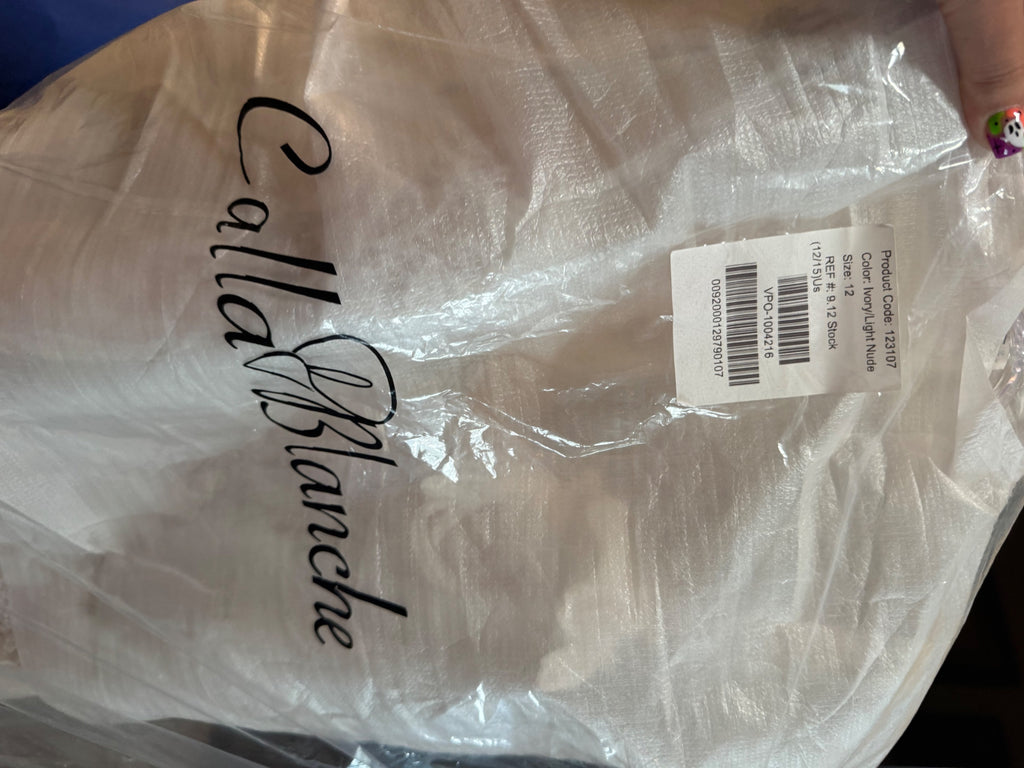 Calla Blanche
Product Code: 123107
Color: Ivory/Light Nude
Size: 12
REF #: 9.12 Stock
(12/15)Us
VPO-1004216
0092000129790107